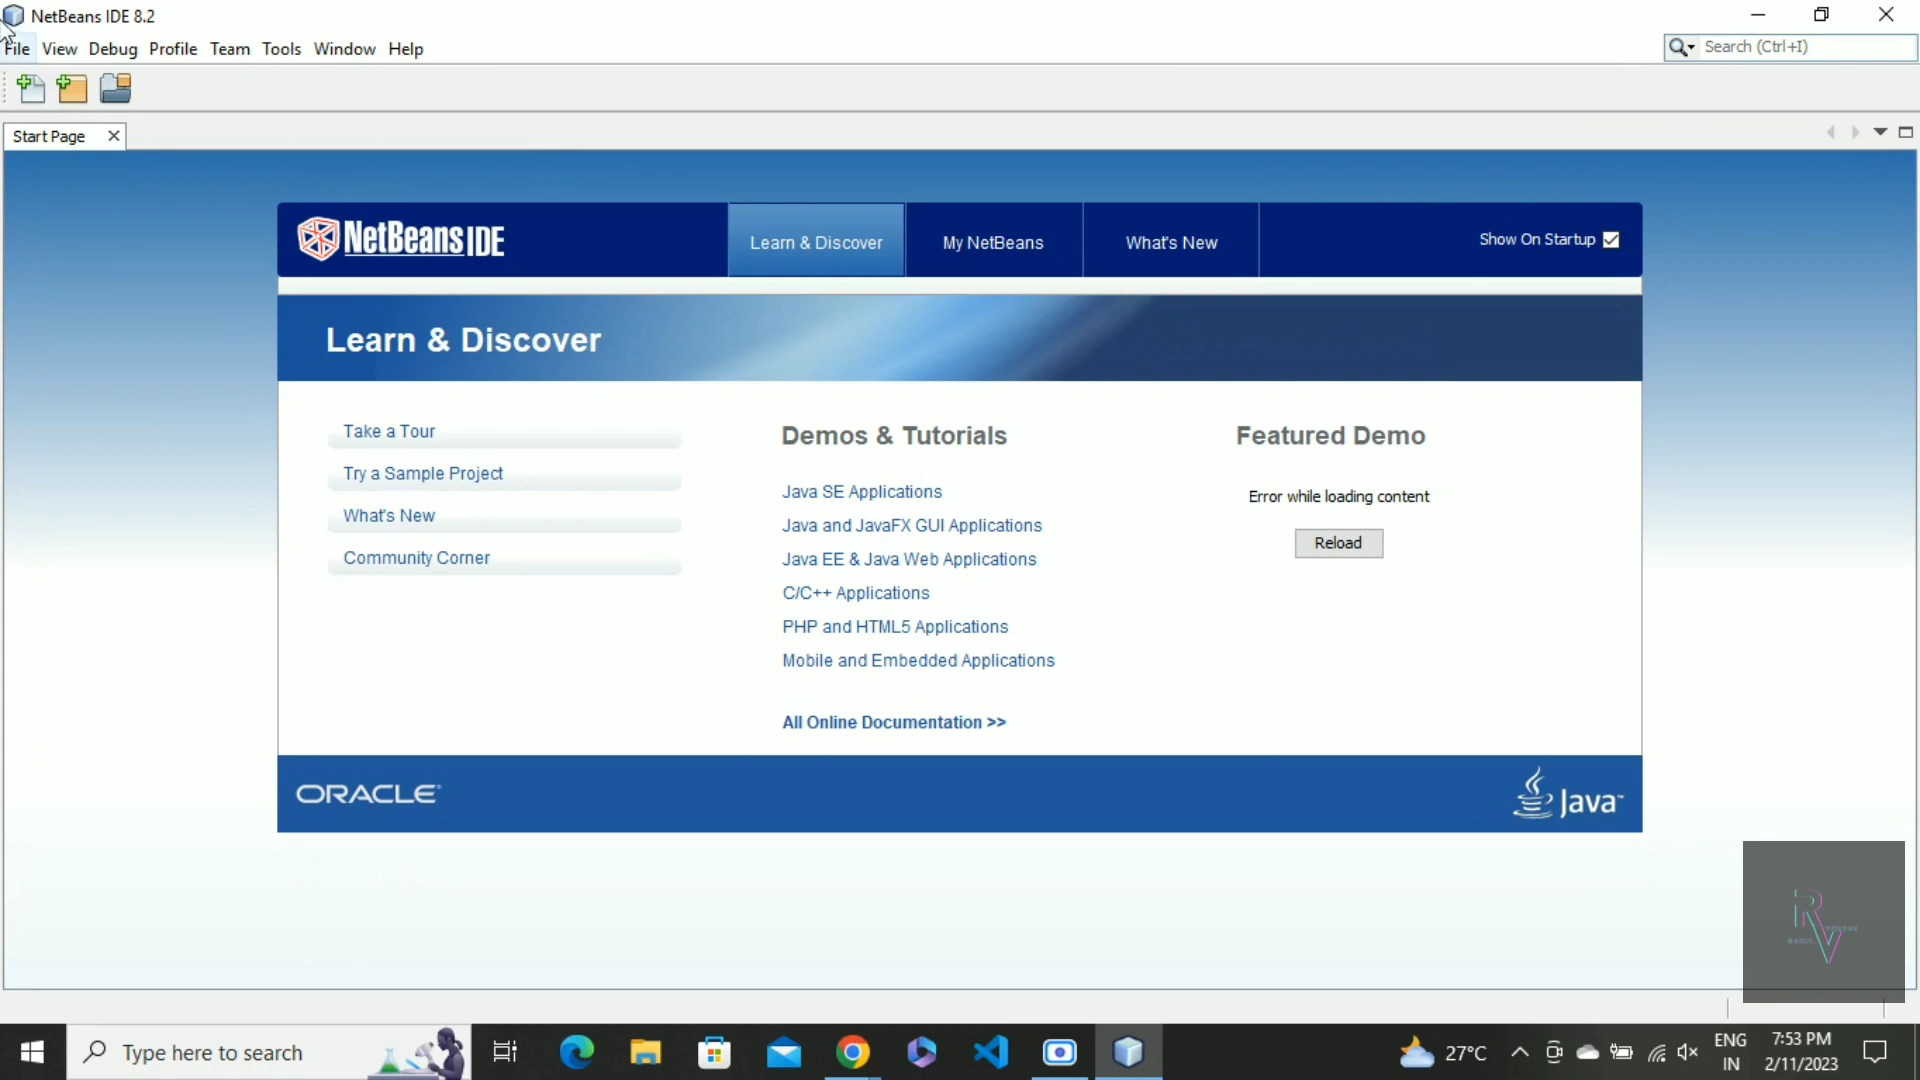 NetBeans IDE 8.2
File View Debug Profile Team Tools Window Help
Search (Ctrl+I)
Start Page
NetBeans IDE
Learn & Discover
My NetBeans
What's New
Show On Startup
Learn & Discover
Take a Tour
Try a Sample Project
What's New
Community Corner
Demos & Tutorials
Java SE Applications
Java and JavaFX GUI Applications
Java EE & Java Web Applications
C/C++ Applications
PHP and HTML5 Applications
Mobile and Embedded Applications
All Online Documentation >>
Featured Demo
Error while loading content
Reload
ORACLE
Java™
RV
RAHUL
Type here to search
27°C
ENG
IN
7:53 PM
2/11/2023